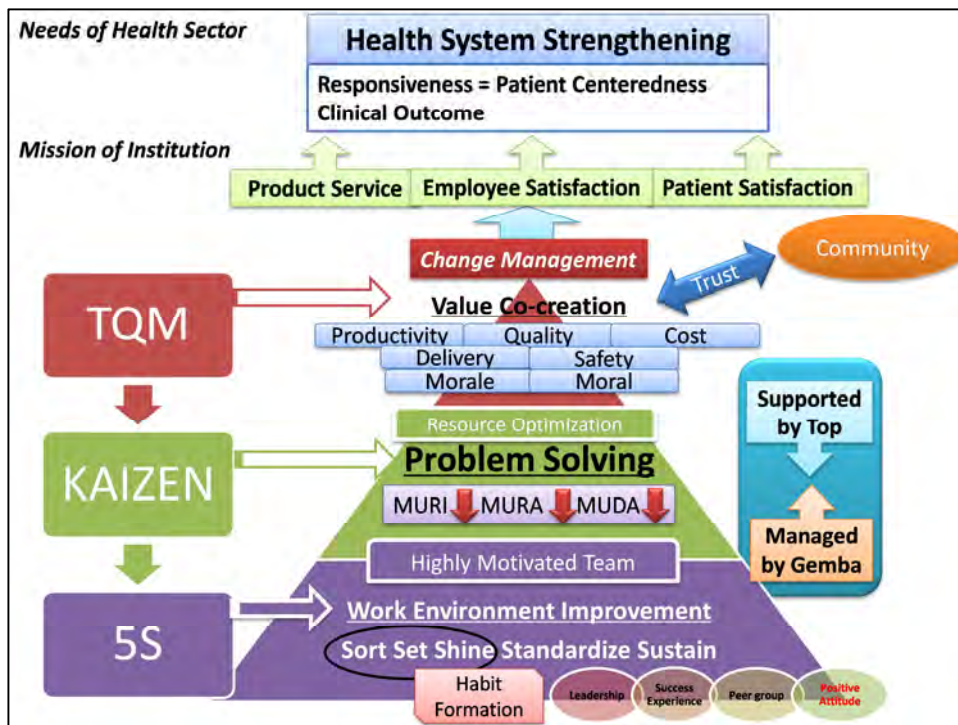 Needs of Health Sector
Health System Strengthening
Responsiveness = Patient Centeredness
Clinical Outcome
Mission of Institution
Product Service
Employee Satisfaction
Patient Satisfaction
Change Management
Community
Trust
TQM
Value Co-creation
Productivity
Quality
Cost
Delivery
Safety
Morale
Moral
Supported
by Top
Managed
by Gemba
Resource Optimization
KAIZEN
Problem Solving
MURI
MURA
MUDA
Highly Motivated Team
5S
Work Environment Improvement
Sort Set Shine Standardize Sustain
Habit
Formation
Leadership
Success
Experience
Peer group
Positive
Attitude